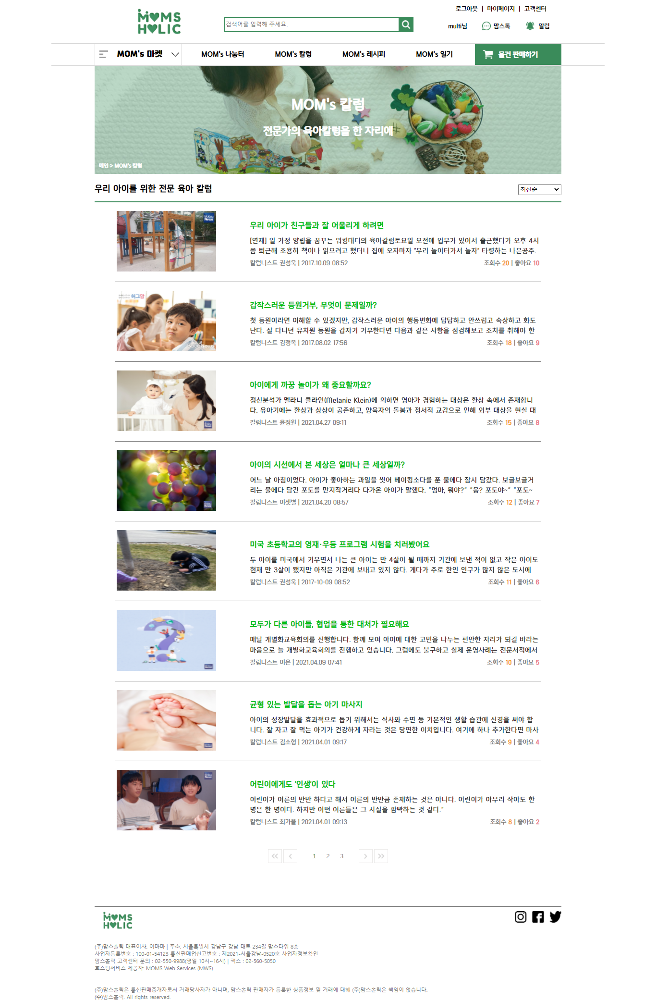 MOMS
HOLIC
검색어를 입력해 주세요.
로그아웃 | 마이페이지 | 고객센터
multi님 맘스톡 알림
MOM's 마켓 MOM's 나눔터 MOM's 칼럼 MOM's 레시피 MOM's 일기 물건 판매하기
MOM's 칼럼
전문가의 육아칼럼을 한 자리에
메인 > MOM's 칼럼
우리 아이를 위한 전문 육아 칼럼
최신순
Baby News
우리 아이가 친구들과 잘 어울리게 하려면
[연재] 일 가정 양립을 꿈꾸는 워킹대디의 육아칼럼토요일 오전에 업무가 있어서 출근했다가 오후 4시
쯤 퇴근해 조용히 책이나 읽으려고 했더니 집에 오자마자 "우리 놀이터가서 놀자" 타령하는 나은공주.
칼럼니스트 권성욱 | 2017.10.09 08:52 조회수 20 | 좋아요 10
허그맘
Baby News
갑작스러운 등원거부, 무엇이 문제일까?
첫 등원이라면 이해할 수 있겠지만, 갑작스러운 아이의 행동변화에 답답하고 안쓰럽고 속상하고 화도
난다. 잘 다니던 유치원 등원을 갑자기 거부한다면 다음과 같은 사항을 점검해보고 조치를 취해야 한
칼럼니스트 김정옥 | 2017.08.02 17:56 조회수 18 | 좋아요 9
Baby News
아이에게 까꿍 놀이가 왜 중요할까요?
정신분석가 멜라니 클라인(Melanie Klein)에 의하면 영아가 경험하는 대상은 환상 속에서 존재합니
다. 유아기에는 환상과 상상이 공존하고, 양육자의 돌봄과 정서적 교감으로 인해 외부 대상을 현실 대
칼럼니스트 윤정원 | 2021.04.27 09:11 조회수 15 | 좋아요 8
Baby News
아이의 시선에서 본 세상은 얼마나 큰 세상일까?
어느 날 아침이었다. 아이가 좋아하는 과일을 씻어 베이킹소다를 푼 물에다 잠시 담갔다. 보글보글거
리는 물에다 담긴 포도를 만지작거리다 다가온 아이가 말했다. "엄마, 뭐야?" "응? 포도야~" "포도~
칼럼니스트 이샛별 | 2021.04.20 08:57 조회수 12 | 좋아요 7
미국 초등학교의 영재·우등 프로그램 시험을 치러봤어요
두 아이를 미국에서 키우면서 나는 큰 아이는 만 4살이 될 때까지 기관에 보낸 적이 없고 작은 아이도
현재 만 3살이 됐지만 아직은 기관에 보내고 있지 않다. 게다가 주로 한인 인구가 많지 않은 도시에
칼럼니스트 권성욱 | 2017-10-09 08:52 조회수 11 | 좋아요 6
모두가 다른 아이들, 협업을 통한 대처가 필요해요
매달 개별화교육회의를 진행합니다. 함께 모여 아이에 대한 고민을 나누는 편안한 자리가 되길 바라는
마음으로 늘 개별화교육회의를 진행하고 있습니다. 그럼에도 불구하고 실제 운영사례는 전문서적에서
칼럼니스트 이은 | 2021.04.09 07:41 조회수 10 | 좋아요 5
균형 있는 발달을 돕는 아기 마사지
아이의 성장발달을 효과적으로 돕기 위해서는 식사와 수면 등 기본적인 생활 습관에 신경을 써야 합
니다. 잘 자고 잘 먹는 아기가 건강하게 자라는 것은 당연한 이치입니다. 여기에 하나 추가한다면 마사
칼럼니스트 김소형 | 2021.04.01 09:17 조회수 9 | 좋아요 4
Baby News
어린이에게도 '인생'이 있다
어린이가 어른의 반만 하다고 해서 어른의 반만큼 존재하는 것은 아니다. 어린이가 아무리 작아도 한
명은 한 명이다. 하지만 어떤 어른들은 그 사실을 깜빡하는 것 같다."
칼럼니스트 최가을 | 2021.04.01 09:13 조회수 8 | 좋아요 2
1 2 3
MOMS
HOLIC
(주)맘스홀릭 대표이사: 이마마 | 주소: 서울특별시 강남구 강남 대로 234길 맘스타워 8층
사업자등록번호 : 100-01-54123 통신판매업신고번호 : 제2021-서울강남-0520호 사업자정보확인
맘스홀릭 고객센터 문의 : 02-550-9988(평일 10시~16시) | 팩스 : 02-560-5050
호스팅서비스 제공자: MOMS Web Services (MWS)
(주)맘스홀릭은 통신판매중개자로서 거래당사자가 아니며, 맘스홀릭 판매자가 등록한 상품정보 및 거래에 대해 (주)맘스홀릭은 책임이 없습니다.
(주)맘스홀릭. All rights reserved.